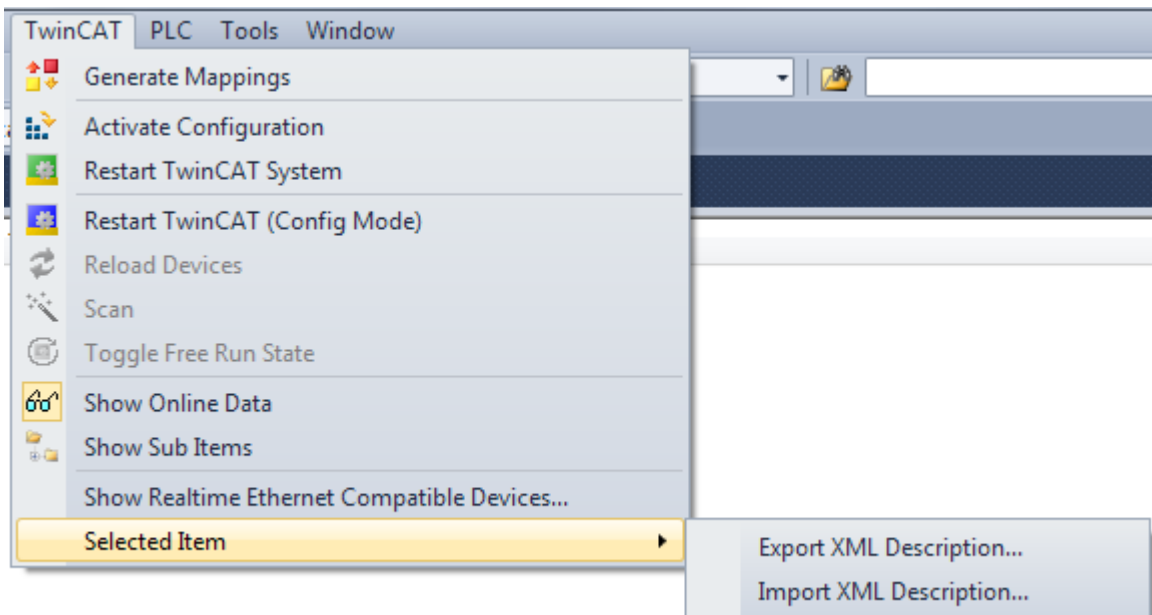 TwinCAT PLC Tools Window
Generate Mappings
Activate Configuration
Restart TwinCAT System
Restart TwinCAT (Config Mode)
Reload Devices
Scan
Toggle Free Run State
Show Online Data
Show Sub Items
Show Realtime Ethernet Compatible Devices...
Selected Item
Export XML Description...
Import XML Description...